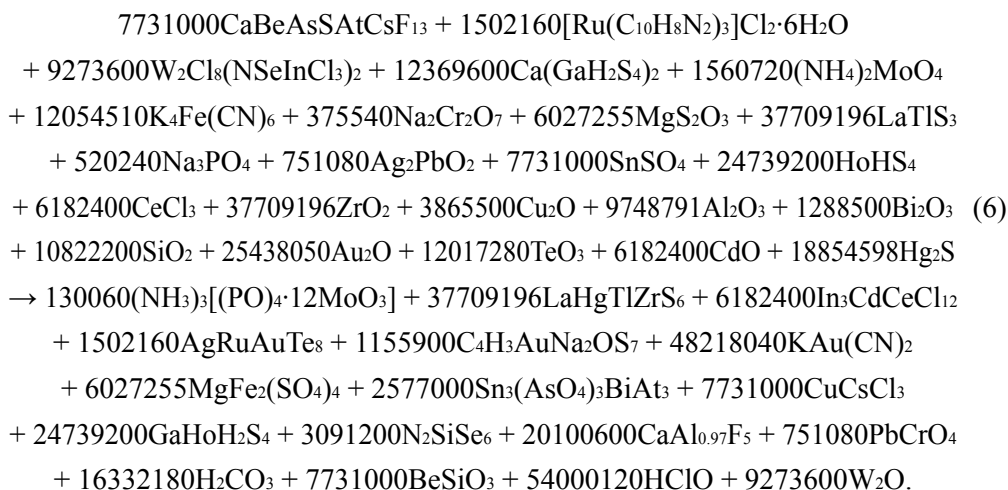 7731000CaBeAsSAtCsF₁₃ + 1502160[Ru(C₁₀H₈N₂)₃]Cl₂·6H₂O
+ 9273600W₂Cl₈(NSeInCl₃)₂ + 12369600Ca(GaH₂S₄)₂ + 1560720(NH₄)₂MoO₄
+ 12054510K₄Fe(CN)₆ + 375540Na₂Cr₂O₇ + 6027255MgS₂O₃ + 37709196LaTlS₃
+ 520240Na₃PO₄ + 751080Ag₂PbO₂ + 7731000SnSO₄ + 24739200HoHS₄
+ 6182400CeCl₃ + 37709196ZrO₂ + 3865500Cu₂O + 9748791Al₂O₃ + 1288500Bi₂O₃ (6)
+ 10822200SiO₂ + 25438050Au₂O + 12017280TeO₃ + 6182400CdO + 18854598Hg₂S
→ 130060(NH₃)₃[(PO)₄·12MoO₃] + 37709196LaHgTlZrS₆ + 6182400In₃CdCeCl₁₂
+ 1502160AgRuAuTe₈ + 1155900C₄H₃AuNa₂OS₇ + 48218040KAu(CN)₂
+ 6027255MgFe₂(SO₄)₄ + 2577000Sn₃(AsO₄)₃BiAt₃ + 7731000CuCsCl₃
+ 24739200GaHoH₂S₄ + 3091200N₂SiSe₆ + 20100600CaAl₀.₉₇F₅ + 751080PbCrO₄
+ 16332180H₂CO₃ + 7731000BeSiO₃ + 54000120HClO + 9273600W₂O.